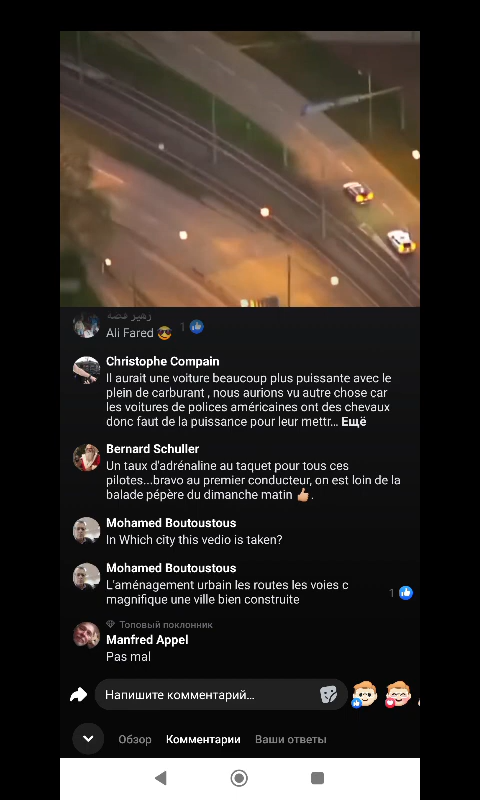 Ali Fared 😎
1
Christophe Compain
Il aurait une voiture beaucoup plus puissante avec le
plein de carburant , nous aurions vu autre chose car
les voitures de polices américaines ont des chevaux
donc faut de la puissance pour leur mettr... Ещё
Bernard Schuller
Un taux d'adrénaline au taquet pour tous ces
pilotes...bravo au premier conducteur, on est loin de la
balade pépère du dimanche matin 👍.
Mohamed Boutoustous
In Which city this vedio is taken?
Mohamed Boutoustous
L'aménagement urbain les routes les voies c
magnifique une ville bien construite
1
Топовый поклонник
Manfred Appel
Pas mal
Напишите комментарий...
Обзор Комментарии Ваши ответы